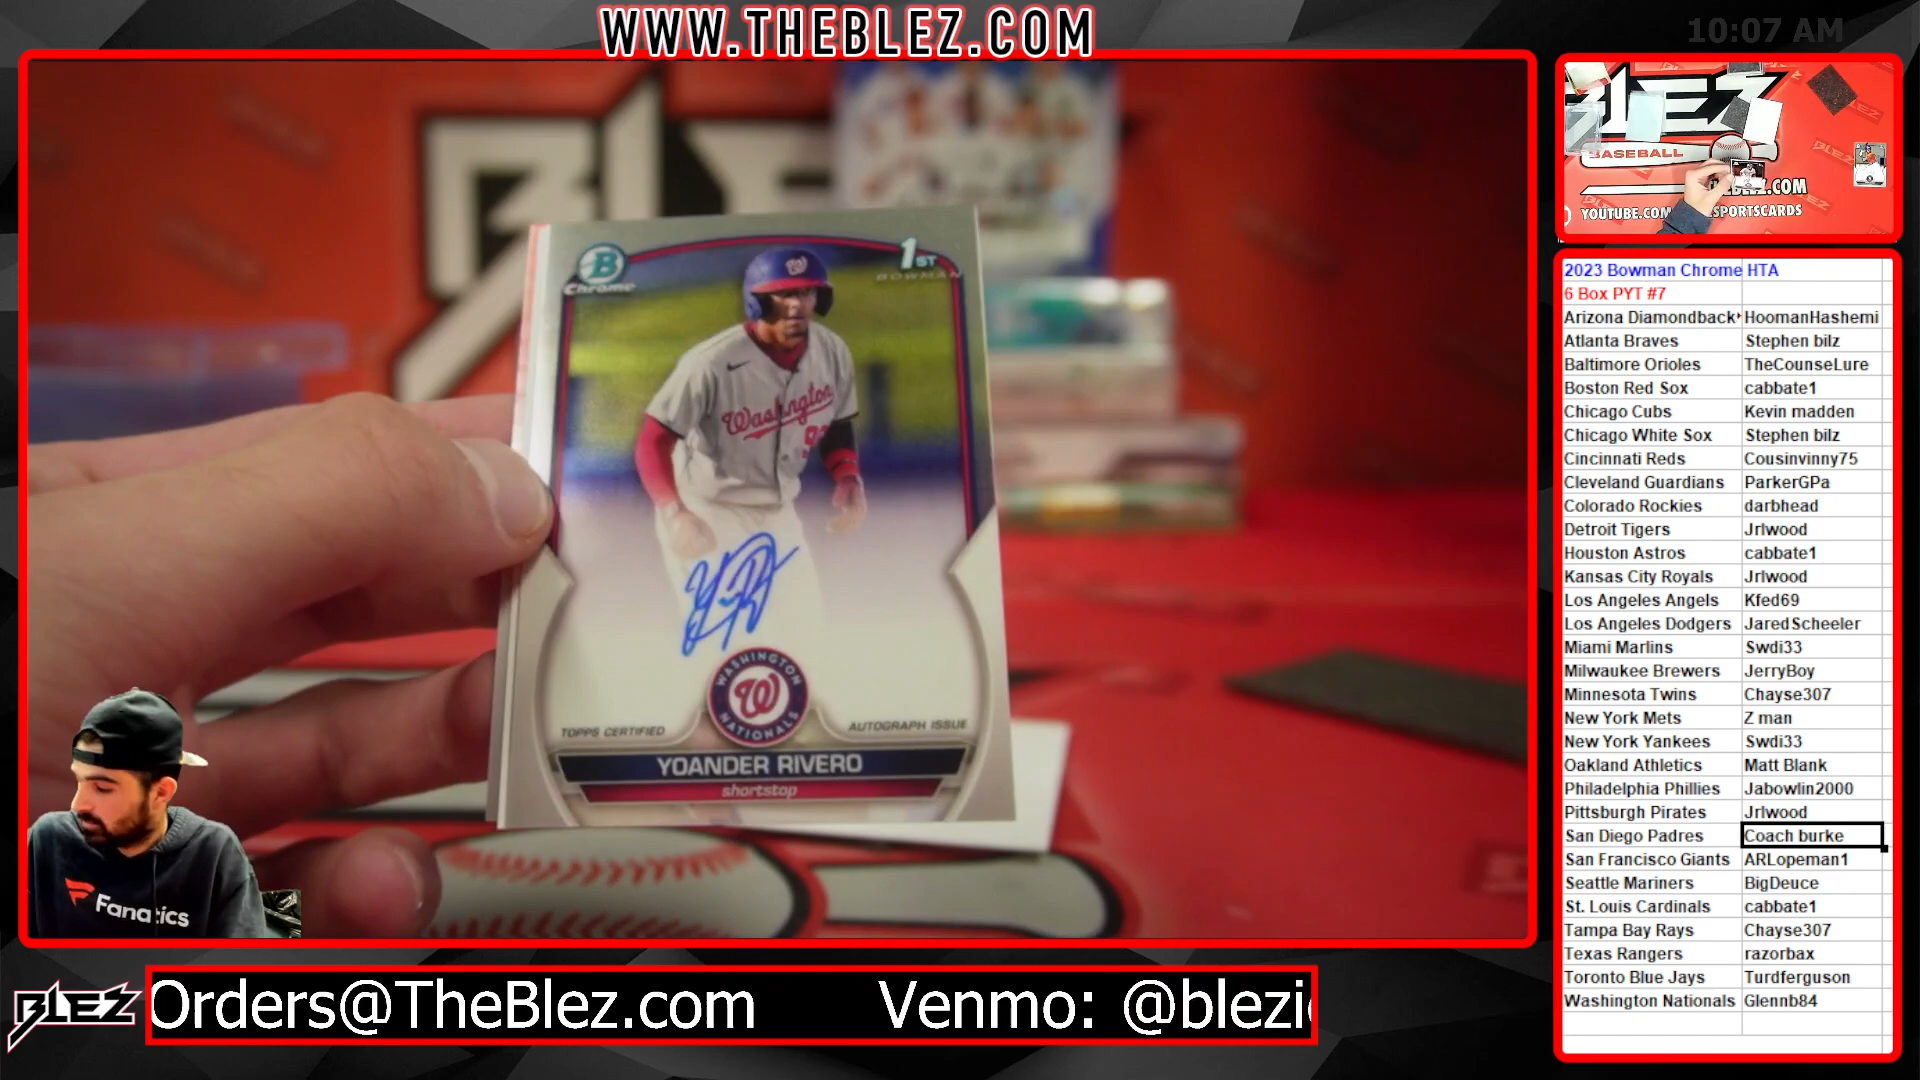 WWW.THEBLEZ.COM
10:07 AM
BLEZ
B
Chrome
1ST
BOWMAN
Washington
WASHINGTON
W
NATIONALS
TOPPS CERTIFIED
AUTOGRAPH ISSUE
YOANDER RIVERO
shortstop
Fanatics
BLEZ
BLEZ
BASEBALL
.COM
YOUTUBE.COM
SPORTSCARDS
2023 Bowman Chrome HTA
6 Box PYT #7
Arizona Diamondback HoomanHashemi
Atlanta Braves Stephen bilz
Baltimore Orioles TheCounseLure
Boston Red Sox cabbate1
Chicago Cubs Kevin madden
Chicago White Sox Stephen bilz
Cincinnati Reds Cousinvinny75
Cleveland Guardians ParkerGPa
Colorado Rockies darbhead
Detroit Tigers Jrlwood
Houston Astros cabbate1
Kansas City Royals Jrlwood
Los Angeles Angels Kfed69
Los Angeles Dodgers JaredScheeler
Miami Marlins Swdi33
Milwaukee Brewers JerryBoy
Minnesota Twins Chayse307
New York Mets Z man
New York Yankees Swdi33
Oakland Athletics Matt Blank
Philadelphia Phillies Jabowlin2000
Pittsburgh Pirates Jrlwood
San Diego Padres Coach burke
San Francisco Giants ARLopeman1
Seattle Mariners BigDeuce
St. Louis Cardinals cabbate1
Tampa Bay Rays Chayse307
Texas Rangers razorbax
Toronto Blue Jays Turdferguson
Washington Nationals Glennb84
BLEZ
Orders@TheBlez.com Venmo: @blezi